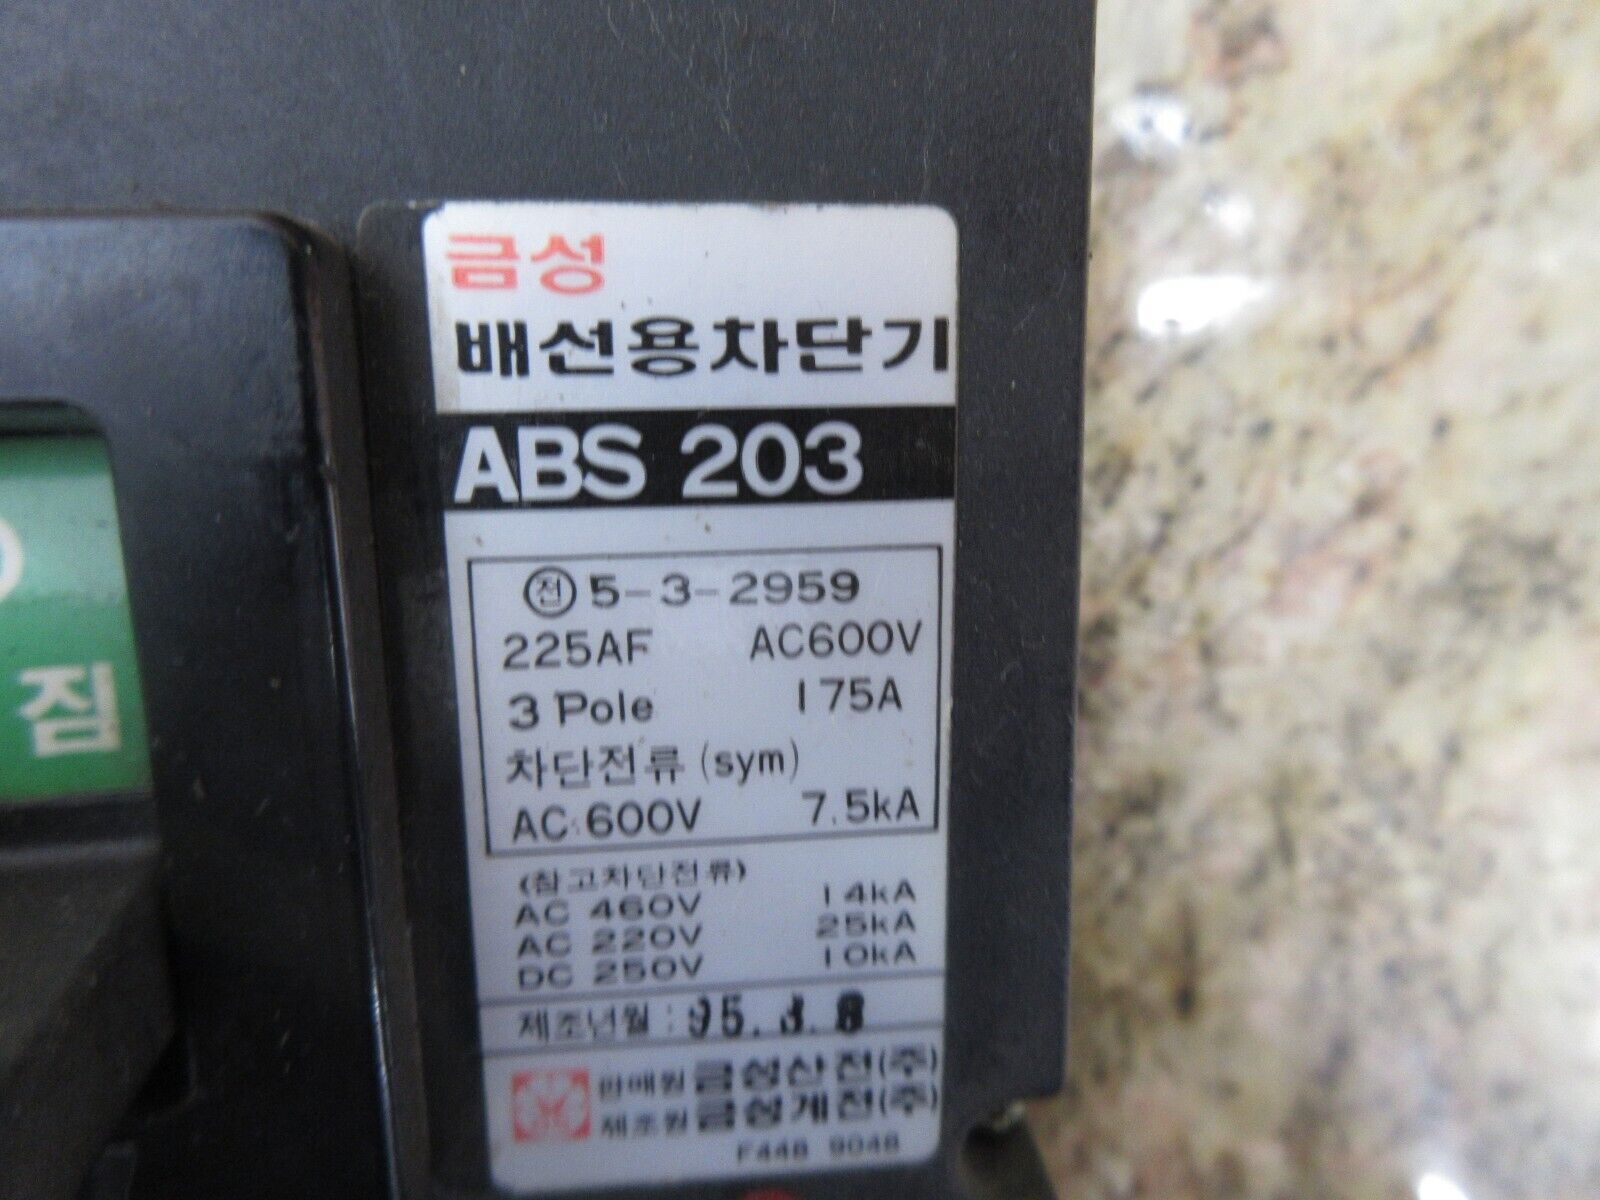 금성
배선용차단기
ABS 203
전 5-3-2959
225AF AC600V
3 Pole 175A
차단전류 (sym)
AC 600V 7.5kA
(참고차단전류)
AC 460V 14kA
AC 220V 25kA
DC 250V 10kA
제조년월 : 95.3.8
판매원 금성산전(주)
제조원 금성계전(주)
F448 9048
점